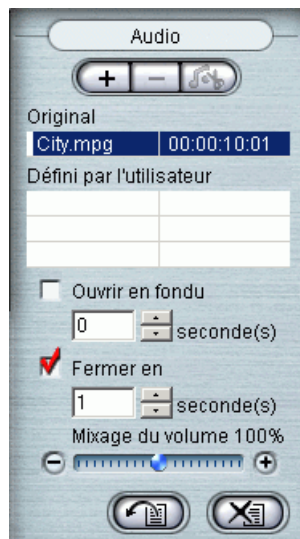 Audio
Original
City.mpg 00:00:10:01
Défini par l'utilisateur
Ouvrir en fondu
0 seconde(s)
Fermer en
1 seconde(s)
Mixage du volume 100%